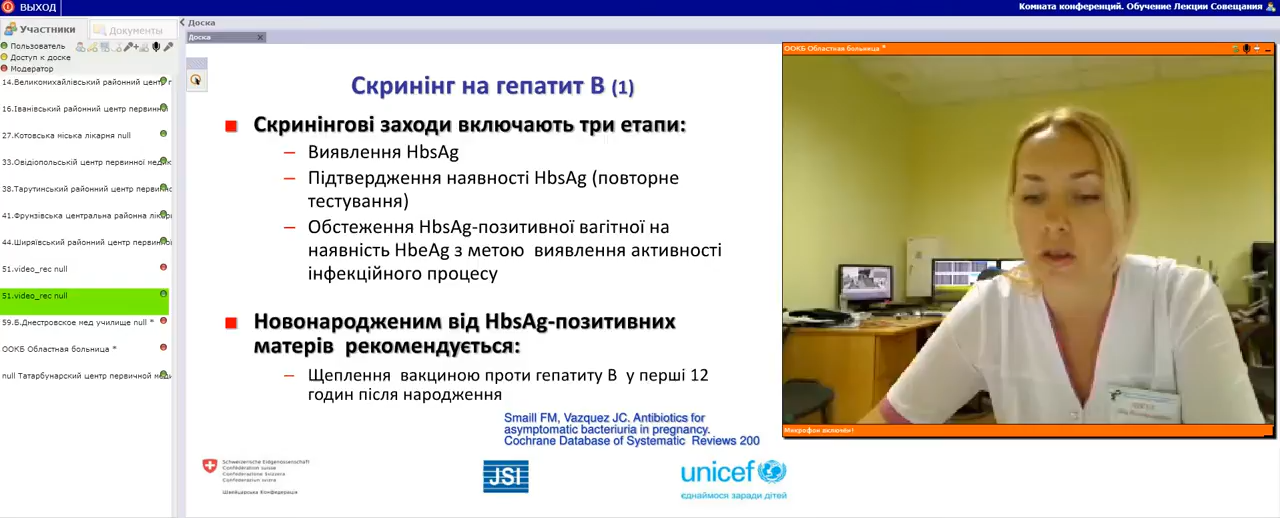 ВЫХОД
Комната конференций. Обучение Лекции Совещания
Участники
Документы
Пользователь
Доступ к доске
Модератор
14.Великомихайлівський районний цент
16.Іванівський районний центр первинної
27.Котовська міська лікарня null
33.Овідіопольський центр первинної меди
38.Тарутинський районний центр первинн
41.Фрунзівська центральна районна лікар
44.Ширяївський районний центр первинної
51.video_rec null
51.video_rec null
59.Б.Днестровское мед училище null *
ООКБ Областная больница *
null Татарбунарский центр первичной меди
Доска
Доска
Скринінг на гепатит В (1)
Скринінгові заходи включають три етапи:
– Виявлення HbsAg
– Підтвердження наявності HbsAg (повторне
тестування)
– Обстеження HbsAg-позитивної вагітної на
наявність HbeAg з метою виявлення активності
інфекційного процесу
Новонародженим від HbsAg-позитивних
матерів рекомендується:
– Щеплення вакциною проти гепатиту В у перші 12
годин після народження
Smaill FM, Vazquez JC. Antibiotics for
asymptomatic bacteriuria in pregnancy.
Cochrane Database of Systematic Reviews 200
Schweizerische Eidgenossenschaft
Confédération suisse
Confederazione Svizzera
Confederaziun svizra
Швейцарська Конфедерація
JSI
unicef
єднаймося заради дітей
ООКБ Областная больница *
Микрофон включён!